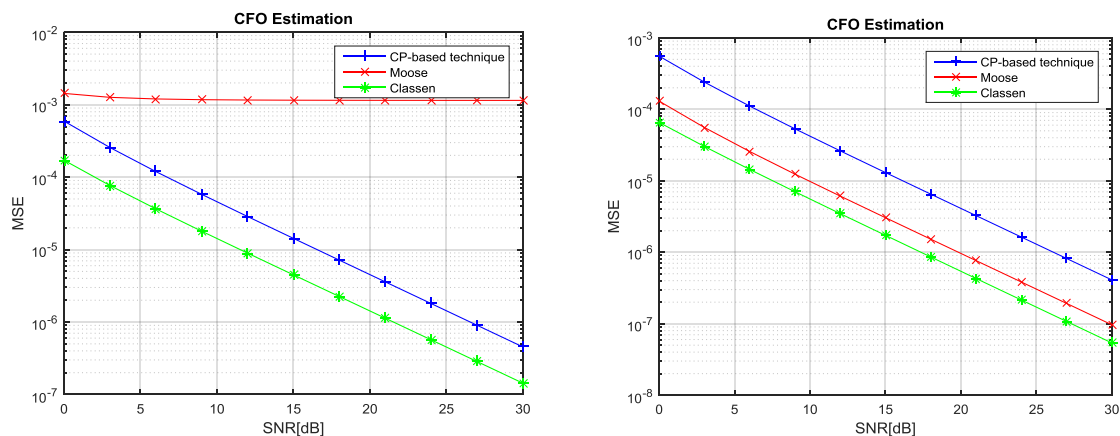 CFO Estimation
10^-2
10^-3
10^-4
10^-5
10^-6
10^-7
MSE
CP-based technique
Moose
Classen
0 5 10 15 20 25 30
SNR[dB]
CFO Estimation
10^-3
10^-4
10^-5
10^-6
10^-7
10^-8
MSE
CP-based technique
Moose
Classen
0 5 10 15 20 25 30
SNR[dB]